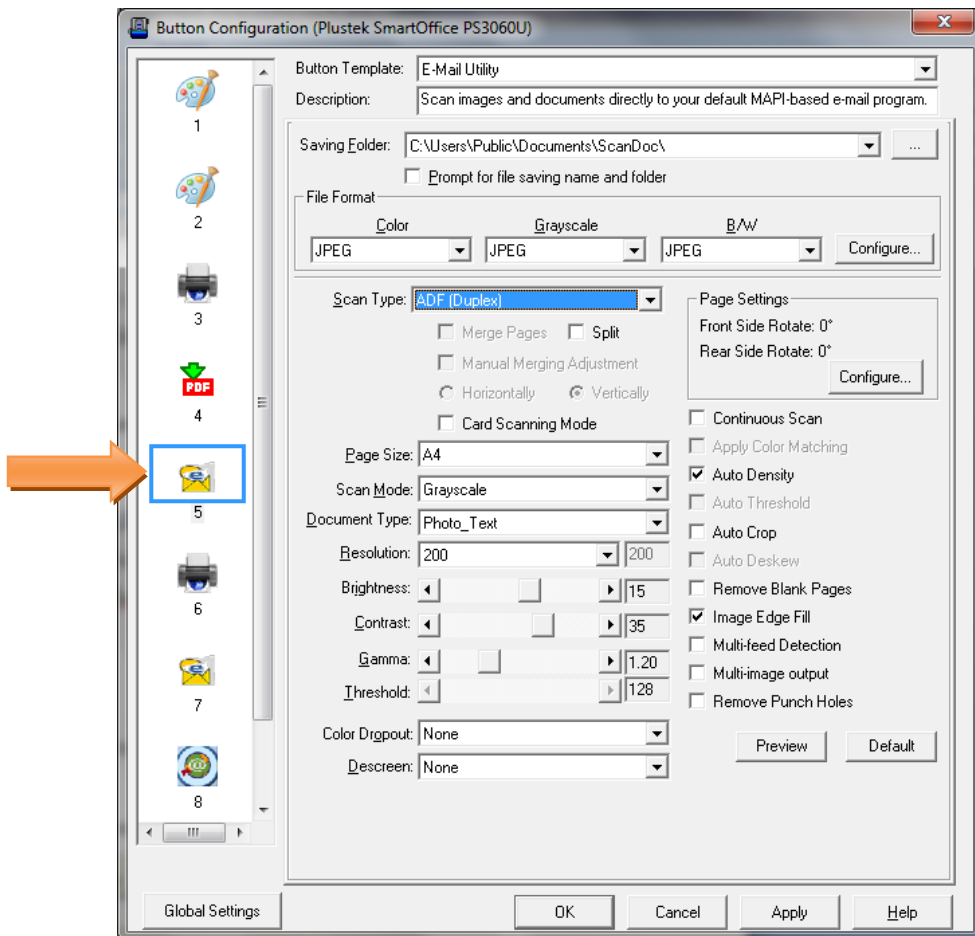 Button Configuration (Plustek SmartOffice PS3060U)
1
2
3
PDF
4
5
6
7
8
Button Template: E-Mail Utility
Description: Scan images and documents directly to your default MAPI-based e-mail program.
Saving Folder: C:\Users\Public\Documents\ScanDoc\ ...
Prompt for file saving name and folder
File Format
Color Grayscale B/W
JPEG JPEG JPEG Configure...
Scan Type: ADF (Duplex)
Merge Pages Split
Manual Merging Adjustment
Horizontally Vertically
Card Scanning Mode
Page Size: A4
Scan Mode: Grayscale
Document Type: Photo_Text
Resolution: 200 200
Brightness: 15
Contrast: 35
Gamma: 1.20
Threshold: 128
Color Dropout: None
Descreen: None
Page Settings
Front Side Rotate: 0°
Rear Side Rotate: 0°
Configure...
Continuous Scan
Apply Color Matching
Auto Density
Auto Threshold
Auto Crop
Auto Deskew
Remove Blank Pages
Image Edge Fill
Multi-feed Detection
Multi-image output
Remove Punch Holes
Preview Default
Global Settings OK Cancel Apply Help